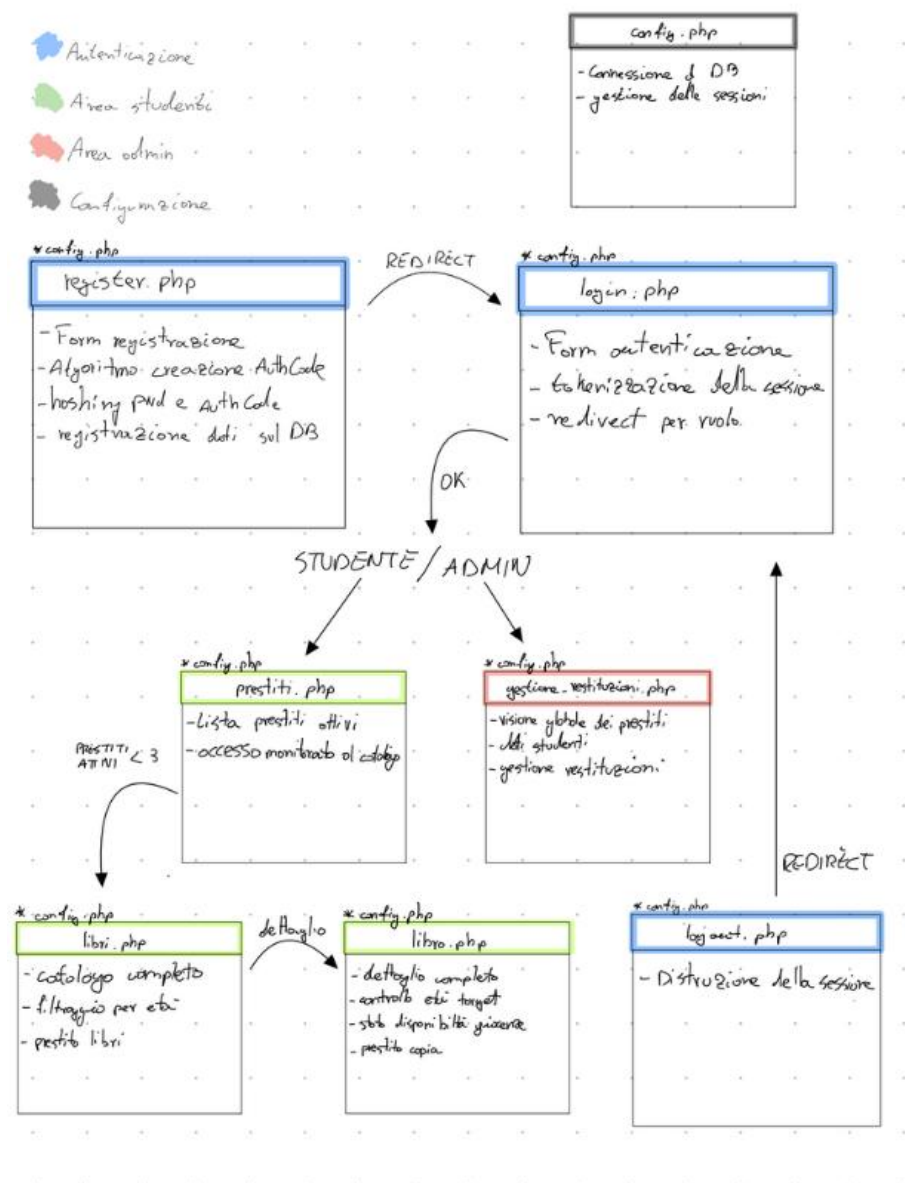 Autenticazione
Area studenti
Area admin
Configurazione
config.php
- Connessione al DB
- gestione delle sessioni
* config.php
register.php
- Form registrazione
- Algoritmo creazione AuthCode
- hashing pwd e AuthCode
- registrazione dati sul DB
REDIRECT
* config.php
login.php
- Form autenticazione
- tokenizzazione della sessione
- redirect per ruolo
OK
STUDENTE / ADMIN
* config.php
prestiti.php
- Lista prestiti attivi
- accesso monitorato al catalogo
* config.php
gestione_restituzioni.php
- visione globale dei prestiti
- dati studenti
- gestione restituzioni
PRESTITI
ATTIVI < 3
REDIRECT
* config.php
libri.php
- catalogo completo
- filtraggio per età
- prestito libri
dettaglio
* config.php
libro.php
- dettaglio completo
- controllo età target
- stato disponibiltà giacenze
- prestito copia
* config.php
logout.php
- Distruzione della sessione